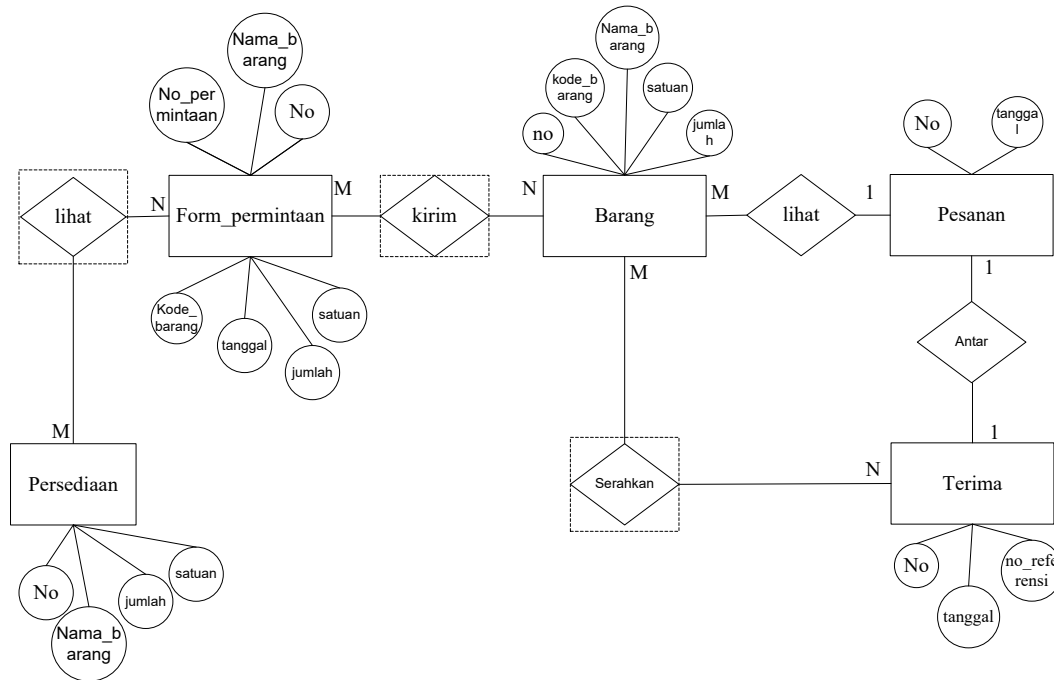 Nama_b
arang
No_per
mintaan
No
lihat
N
Form_permintaan
M
kirim
N
Kode_
barang
tanggal
jumlah
satuan
M
Persediaan
No
Nama_b
arang
jumlah
satuan
Nama_b
arang
kode_b
arang
no
satuan
jumla
h
Barang
M
lihat
1
M
Serahkan
N
No
tangga
l
Pesanan
1
Antar
1
Terima
No
tanggal
no_refe
rensi